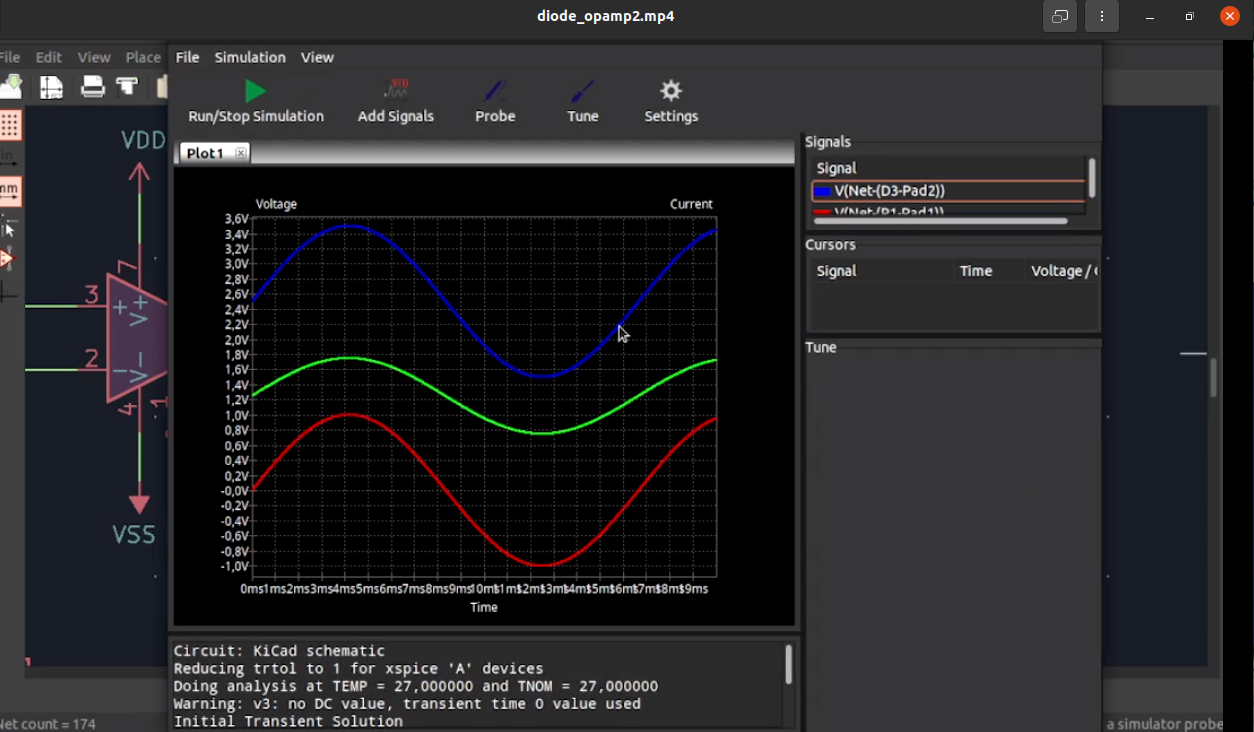 diode_opamp2.mp4
File Edit View Place
File Simulation View
Run/Stop Simulation Add Signals Probe Tune Settings
Plot1
Voltage Current
3,6V
3,4V
3,2V
3,0V
2,8V
2,6V
2,4V
2,2V
2,0V
1,8V
1,6V
1,4V
1,2V
1,0V
0,8V
0,6V
0,4V
0,2V
-0,0V
-0,2V
-0,4V
-0,6V
-0,8V
-1,0V
0ms1ms2ms3ms4ms5ms6ms7ms8ms9ms10ms11ms12ms13ms14ms15ms16ms17ms18ms19ms
Time
Signals
Signal
V(Net-(D3-Pad2))
V(Net-(R1-Pad1))
Cursors
Signal Time Voltage /
Tune
VDD
7
3
+ V+
2
- V-
4 1
VSS
in
mm
Circuit: KiCad schematic
Reducing trtol to 1 for xspice 'A' devices
Doing analysis at TEMP = 27,000000 and TNOM = 27,000000
Warning: v3: no DC value, transient time 0 value used
Initial Transient Solution
Net count = 174
a simulator probe